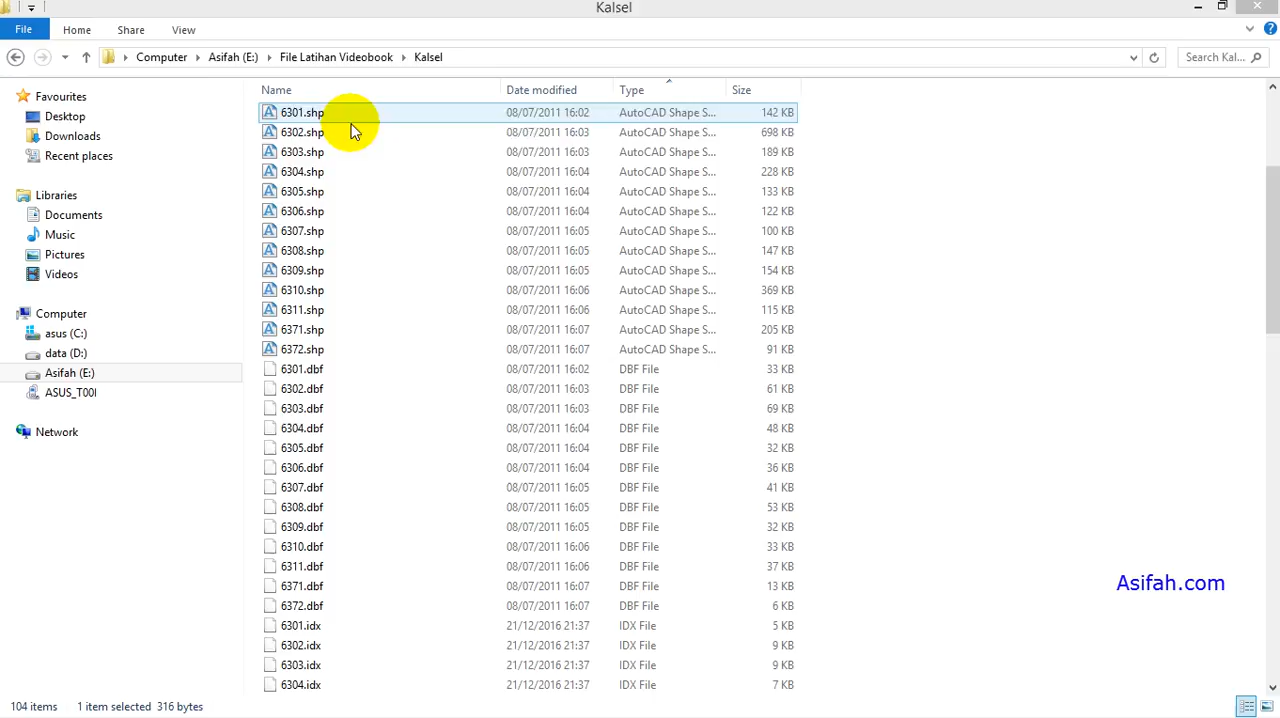 Kalsel
File Home Share View
Computer Asifah (E:) File Latihan Videobook Kalsel Search Kal...
Name Date modified Type Size
Favourites
Desktop
Downloads
Recent places
Libraries
Documents
Music
Pictures
Videos
Computer
asus (C:)
data (D:)
Asifah (E:)
ASUS_T00I
Network
6301.shp 08/07/2011 16:02 AutoCAD Shape S... 142 KB
6302.shp 08/07/2011 16:03 AutoCAD Shape S... 698 KB
6303.shp 08/07/2011 16:03 AutoCAD Shape S... 189 KB
6304.shp 08/07/2011 16:04 AutoCAD Shape S... 228 KB
6305.shp 08/07/2011 16:04 AutoCAD Shape S... 133 KB
6306.shp 08/07/2011 16:04 AutoCAD Shape S... 122 KB
6307.shp 08/07/2011 16:05 AutoCAD Shape S... 100 KB
6308.shp 08/07/2011 16:05 AutoCAD Shape S... 147 KB
6309.shp 08/07/2011 16:05 AutoCAD Shape S... 154 KB
6310.shp 08/07/2011 16:06 AutoCAD Shape S... 369 KB
6311.shp 08/07/2011 16:06 AutoCAD Shape S... 115 KB
6371.shp 08/07/2011 16:07 AutoCAD Shape S... 205 KB
6372.shp 08/07/2011 16:07 AutoCAD Shape S... 91 KB
6301.dbf 08/07/2011 16:02 DBF File 33 KB
6302.dbf 08/07/2011 16:03 DBF File 61 KB
6303.dbf 08/07/2011 16:03 DBF File 69 KB
6304.dbf 08/07/2011 16:04 DBF File 48 KB
6305.dbf 08/07/2011 16:04 DBF File 32 KB
6306.dbf 08/07/2011 16:04 DBF File 36 KB
6307.dbf 08/07/2011 16:05 DBF File 41 KB
6308.dbf 08/07/2011 16:05 DBF File 53 KB
6309.dbf 08/07/2011 16:05 DBF File 32 KB
6310.dbf 08/07/2011 16:06 DBF File 33 KB
6311.dbf 08/07/2011 16:06 DBF File 37 KB
6371.dbf 08/07/2011 16:07 DBF File 13 KB
6372.dbf 08/07/2011 16:07 DBF File 6 KB
6301.idx 21/12/2016 21:37 IDX File 5 KB
6302.idx 21/12/2016 21:37 IDX File 9 KB
6303.idx 21/12/2016 21:37 IDX File 9 KB
6304.idx 21/12/2016 21:37 IDX File 7 KB
Asifah.com
104 items 1 item selected 316 bytes